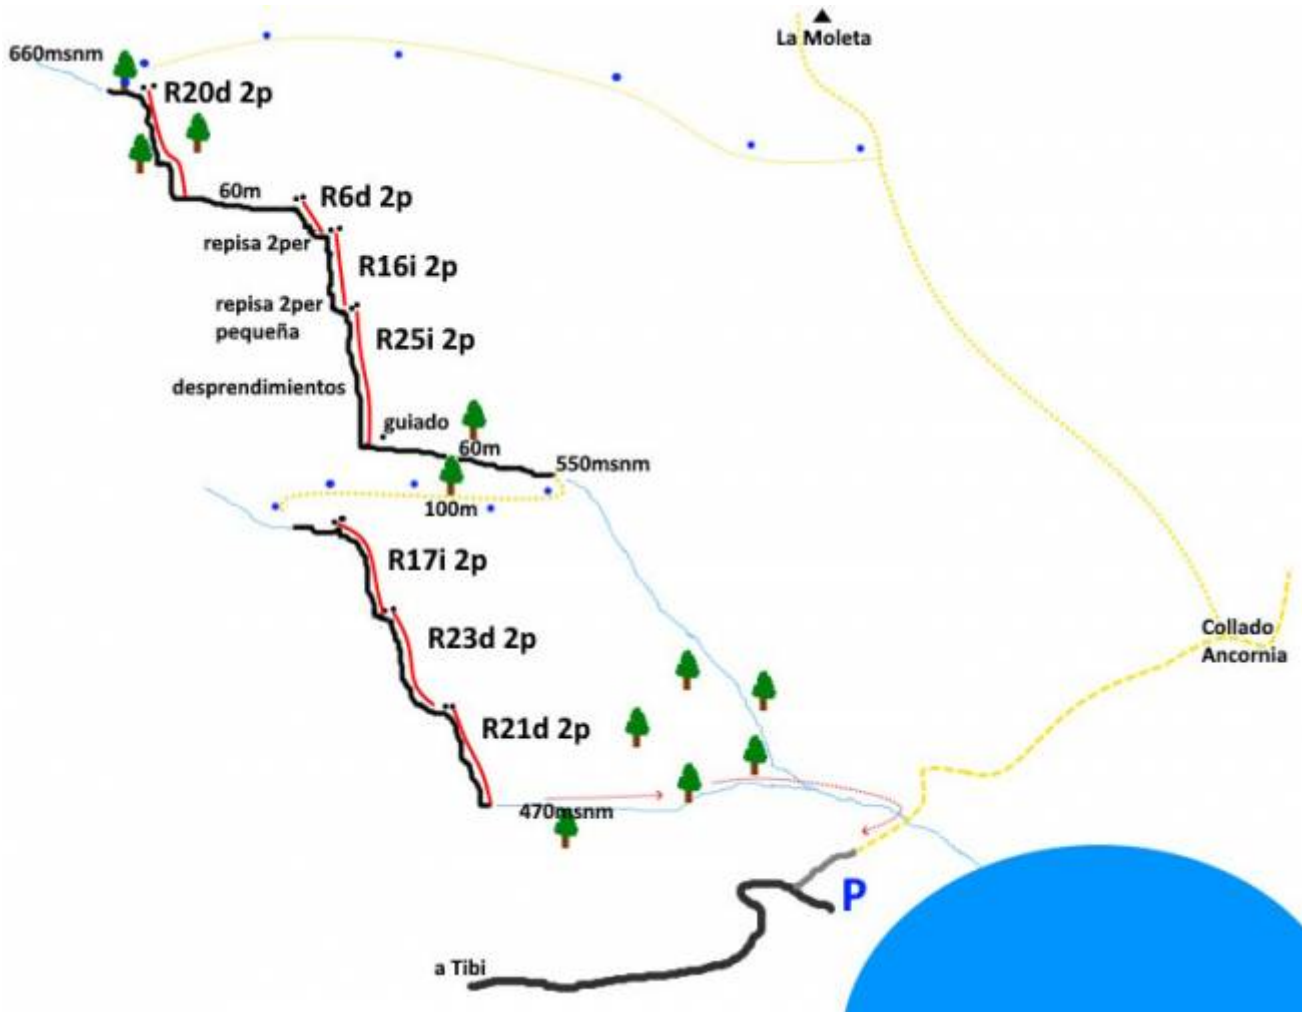 La Moleta
660msnm
R20d 2p
60m
R6d 2p
repisa 2per
R16i 2p
repisa 2per
pequeña
R25i 2p
desprendimientos
guiado
60m
550msnm
100m
R17i 2p
R23d 2p
Collado
Ancornia
R21d 2p
470msnm
P
a Tibi